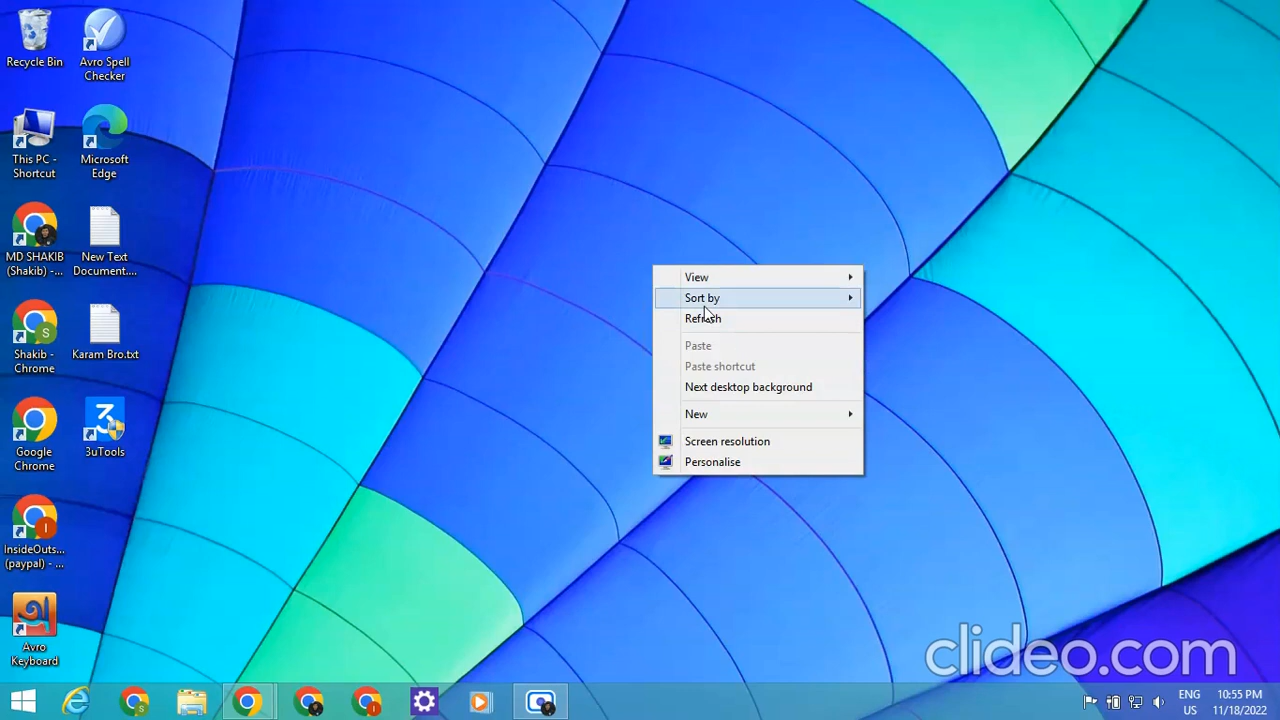 Recycle Bin
Avro Spell
Checker
This PC -
Shortcut
Microsoft
Edge
MD SHAKIB
(Shakib) -...
New Text
Document....
Shakib -
Chrome
Karam Bro.txt
Google
Chrome
3uTools
InsideOuts...
(paypal) - ...
Avro
Keyboard
View
Sort by
Refresh
Paste
Paste shortcut
Next desktop background
New
Screen resolution
Personalise
clideo.com
ENG
US
10:55 PM
11/18/2022